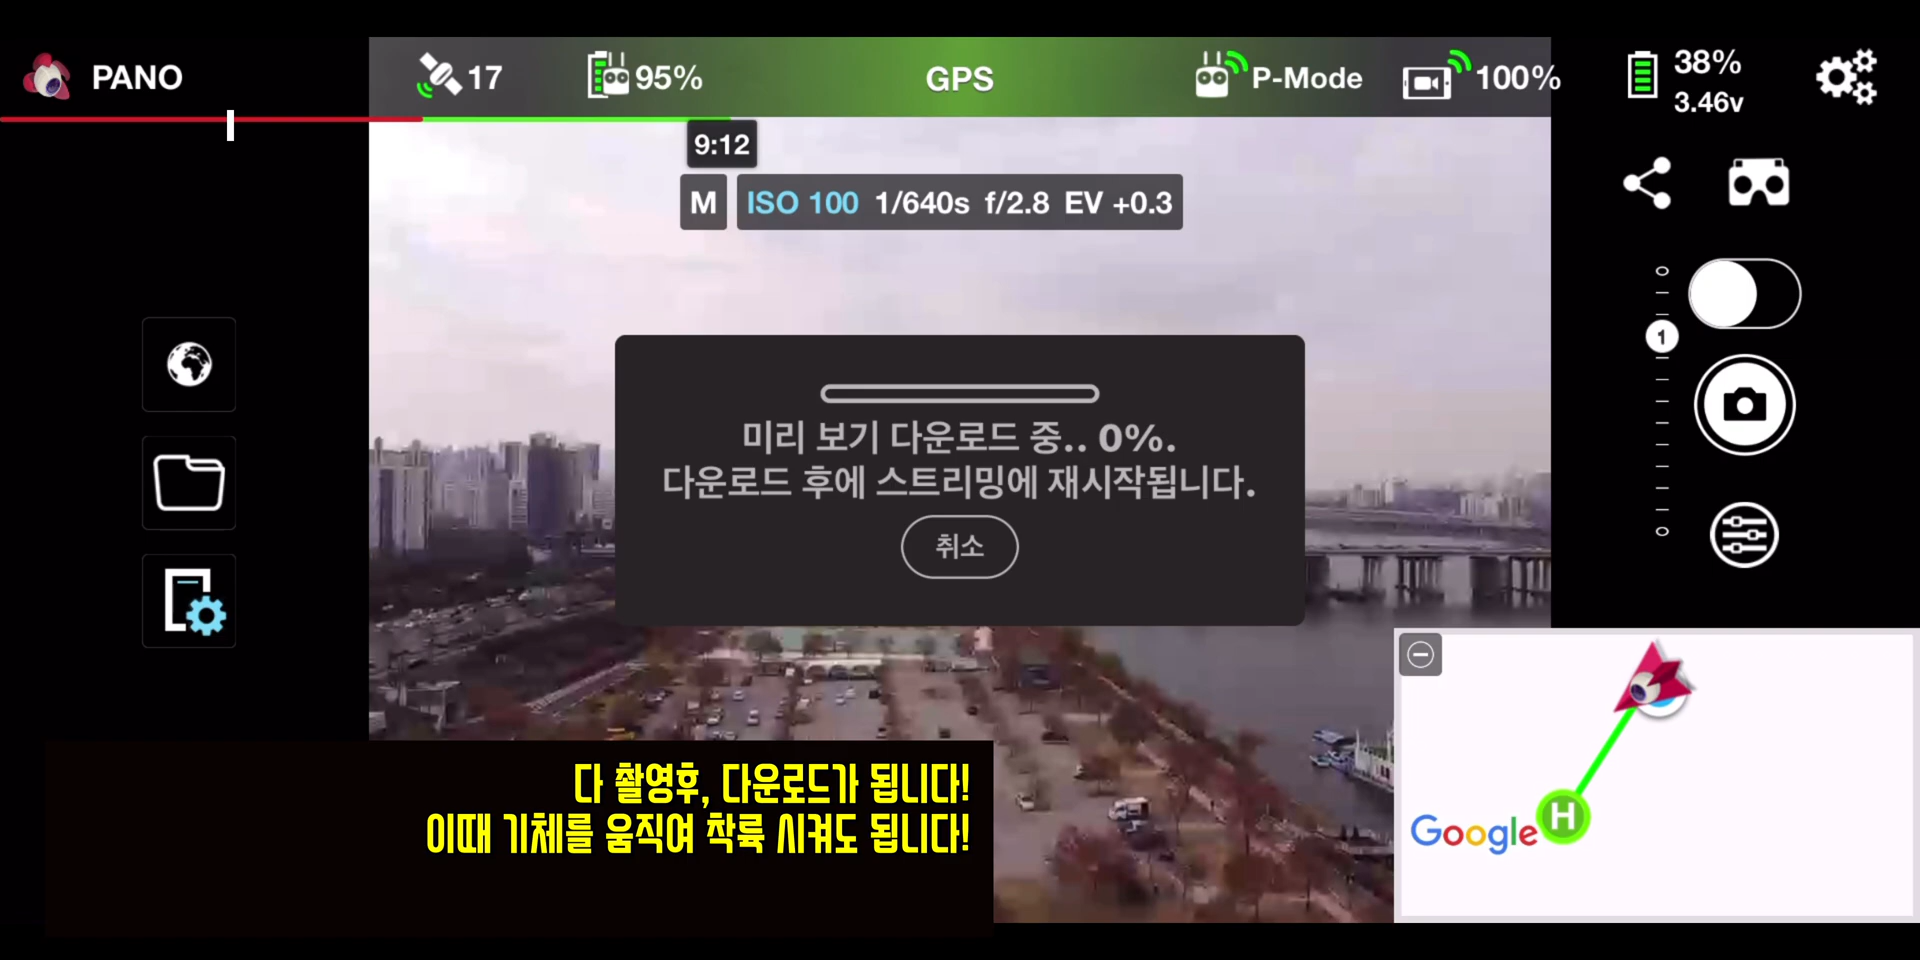 PANO
17
95%
GPS
P-Mode
100%
38%
3.46v
9:12
M
ISO 100 1/640s f/2.8 EV +0.3
1
미리 보기 다운로드 중.. 0%.
다운로드 후에 스트리밍에 재시작됩니다.
취소
다 촬영후, 다운로드가 됩니다!
이때 기체를 움직여 착륙 시켜도 됩니다!
Google
H